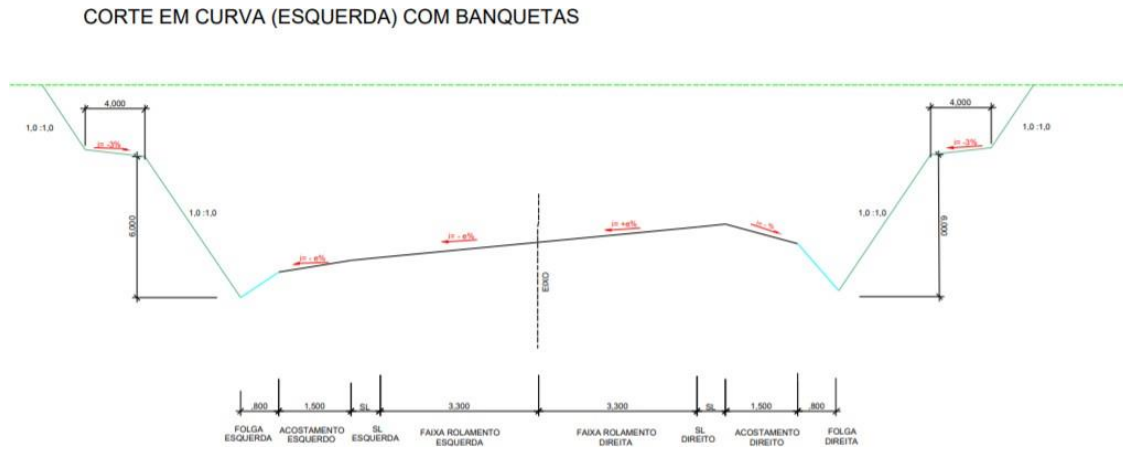 CORTE EM CURVA (ESQUERDA) COM BANQUETAS
4,000
4,000
1,0 :1,0
1,0 :1,0
i= -3%
i= -3%
1,0 :1,0
1,0 :1,0
6,000
6,000
i= - e%
i= - e%
i= +e%
i= - %
EIXO
,800
1,500
SL
3,300
3,300
SL
1,500
,800
FOLGA
ESQUERDA
ACOSTAMENTO
ESQUERDO
SL
ESQUERDA
FAIXA ROLAMENTO
ESQUERDA
FAIXA ROLAMENTO
DIREITA
SL
DIREITO
ACOSTAMENTO
DIREITO
FOLGA
DIREITA